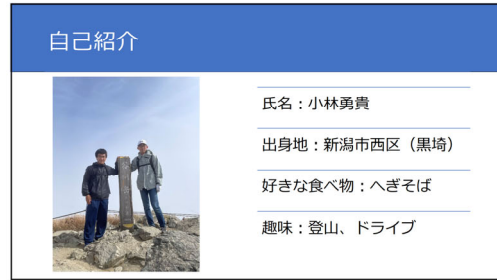 自己紹介
氏名：小林勇貴
出身地：新潟市西区（黒埼）
好きな食べ物：へぎそば
趣味：登山、ドライブ